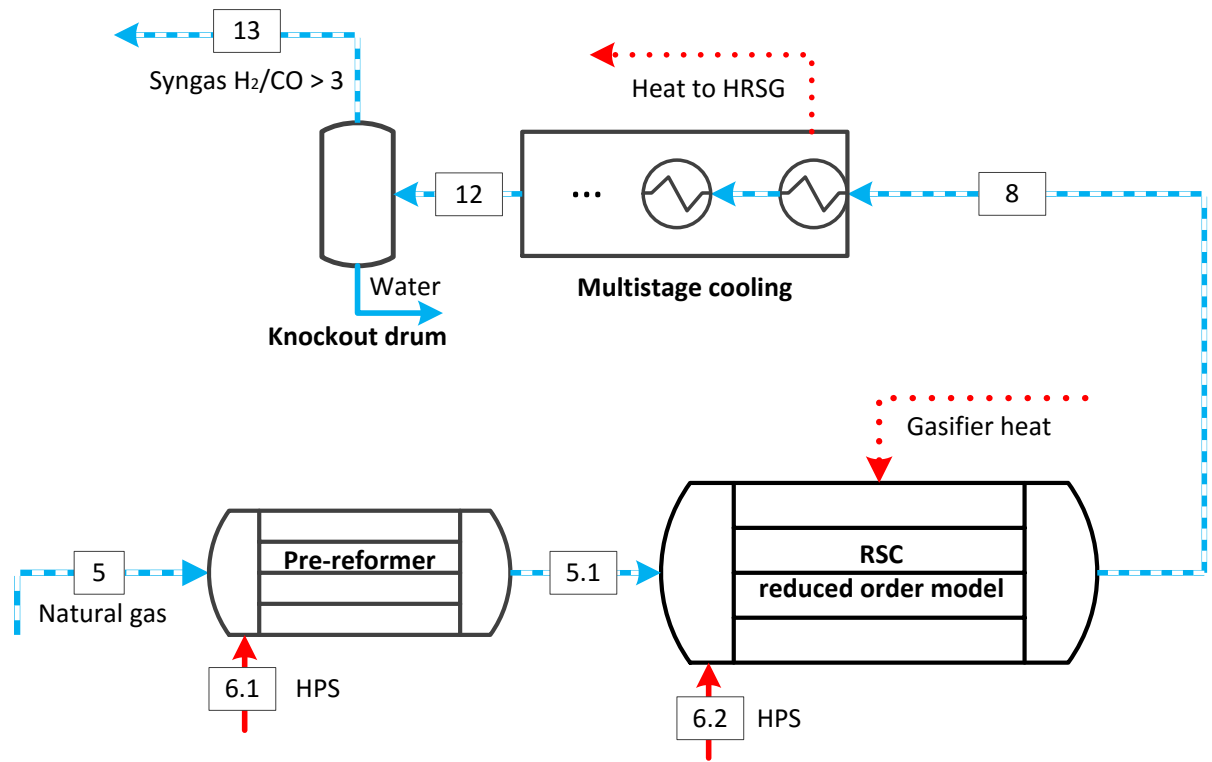 13
Syngas H₂/CO > 3
Heat to HRSG
...
12
8
Multistage cooling
Water
Knockout drum
Gasifier heat
5
Natural gas
Pre-reformer
5.1
RSC
reduced order model
6.1
HPS
6.2
HPS